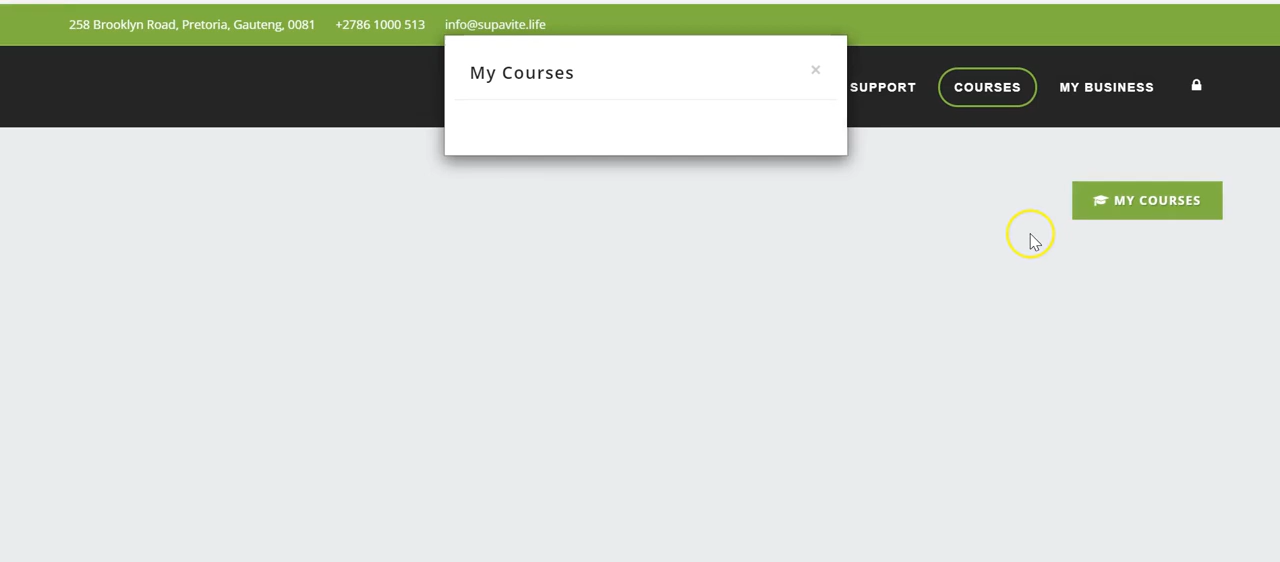 258 Brooklyn Road, Pretoria, Gauteng, 0081 +2786 1000 513 info@supavite.life
My Courses ×
SUPPORT COURSES MY BUSINESS
MY COURSES